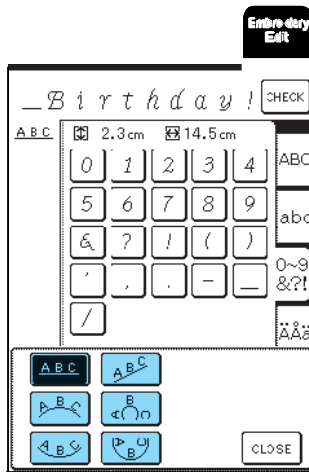 Embroidery
Edit
_Birthday! CHECK
ABC 2.3cm 14.5cm
0 1 2 3 4 ABC
5 6 7 8 9 abc
& ? ! ( )
' , . - _ 0~9
&?!
/ ÄÅä
ABC ABC
ABC ABC
ABC ABC CLOSE